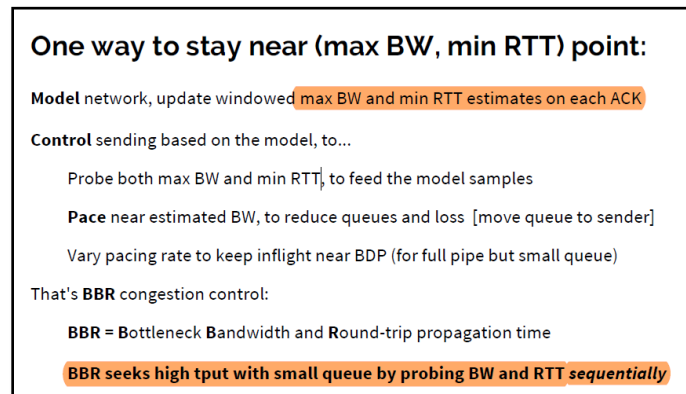 One way to stay near (max BW, min RTT) point:
Model network, update windowed max BW and min RTT estimates on each ACK
Control sending based on the model, to...
Probe both max BW and min RTT, to feed the model samples
Pace near estimated BW, to reduce queues and loss [move queue to sender]
Vary pacing rate to keep inflight near BDP (for full pipe but small queue)
That's BBR congestion control:
BBR = Bottleneck Bandwidth and Round-trip propagation time
BBR seeks high tput with small queue by probing BW and RTT sequentially